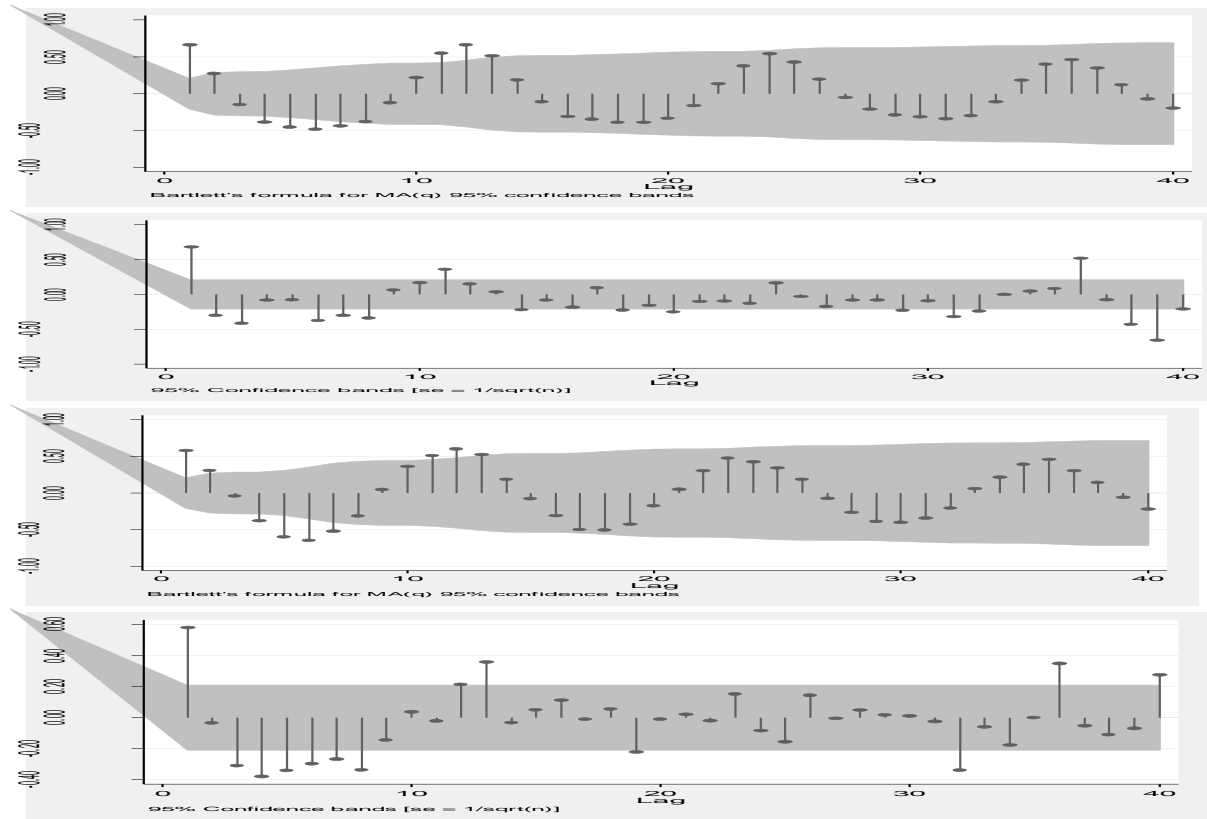 1.00
0.50
0.00
-0.50
-1.00
0 10 20 30 40
Lag
Bartlett's formula for MA(q) 95% confidence bands
1.00
0.50
0.00
-0.50
-1.00
0 10 20 30 40
Lag
95% Confidence bands [se = 1/sqrt(n)]
1.00
0.50
0.00
-0.50
-1.00
0 10 20 30 40
Lag
Bartlett's formula for MA(q) 95% confidence bands
0.60
0.40
0.20
0.00
-0.20
-0.40
0 10 20 30 40
Lag
95% Confidence bands [se = 1/sqrt(n)]